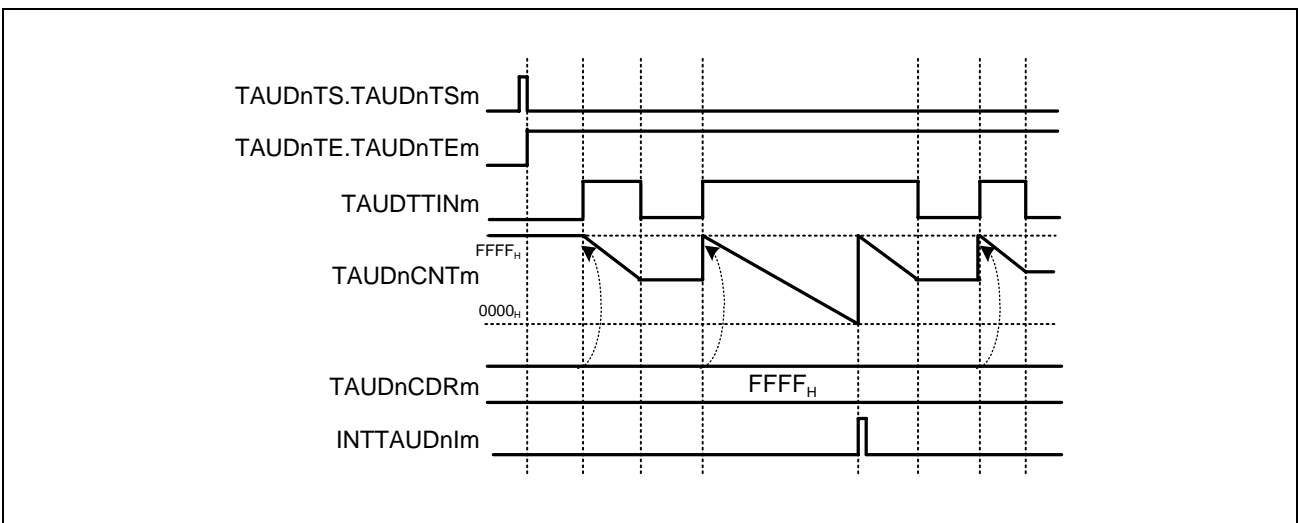 TAUDnTS.TAUDnTSm
TAUDnTE.TAUDnTEm
TAUDTTINm
FFFFH
TAUDnCNTm
0000H
TAUDnCDRm
FFFFH
INTTAUDnIm